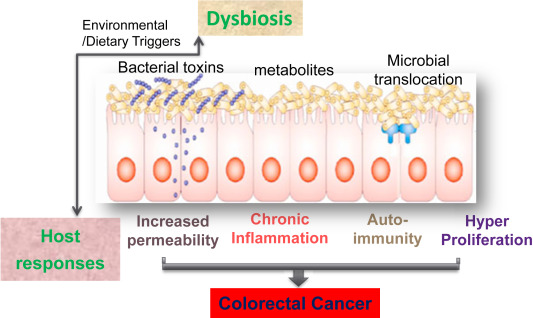 Environmental
/Dietary Triggers
Dysbiosis
Bacterial toxins
metabolites
Microbial
translocation
Host
responses
Increased
permeability
Chronic
Inflammation
Auto-
immunity
Hyper
Proliferation
Colorectal Cancer